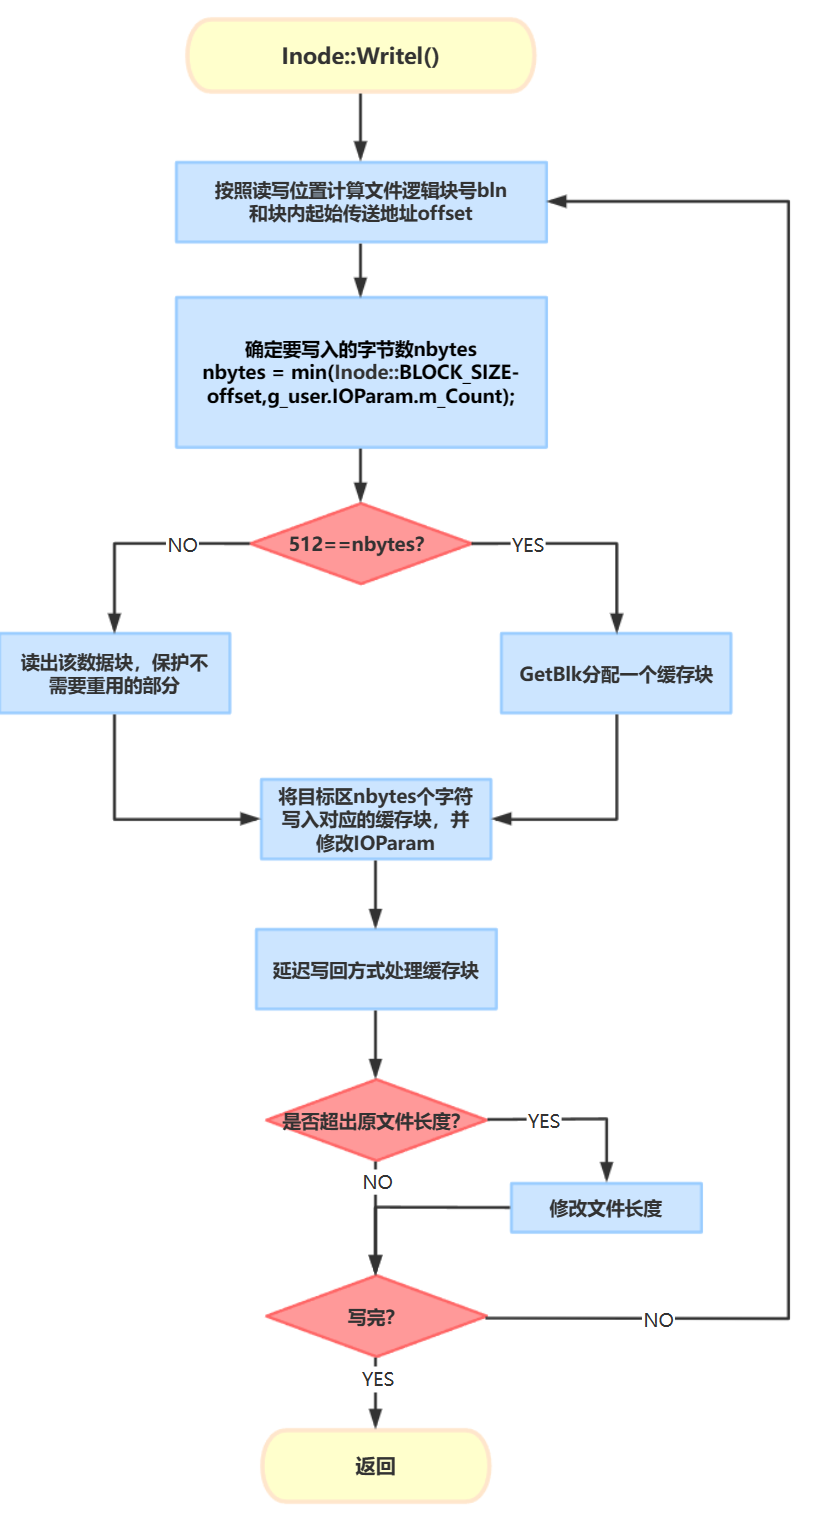 Inode::WriteI()
按照读写位置计算文件逻辑块号bln
和块内起始传送地址offset
确定要写入的字节数nbytes
nbytes = min(Inode::BLOCK_SIZE-
offset,g_user.IOParam.m_Count);
512==nbytes?
NO
YES
读出该数据块，保护不
需要重用的部分
GetBlk分配一个缓存块
将目标区nbytes个字符
写入对应的缓存块，并
修改IOParam
延迟写回方式处理缓存块
是否超出原文件长度?
YES
NO
修改文件长度
写完?
NO
YES
返回